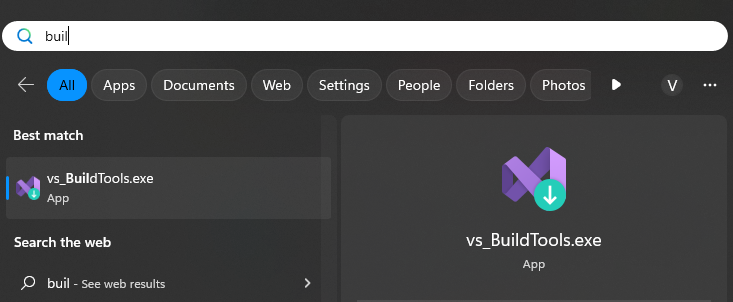 buil
All Apps Documents Web Settings People Folders Photos V
Best match
vs_BuildTools.exe
App
Search the web
buil - See web results
vs_BuildTools.exe
App